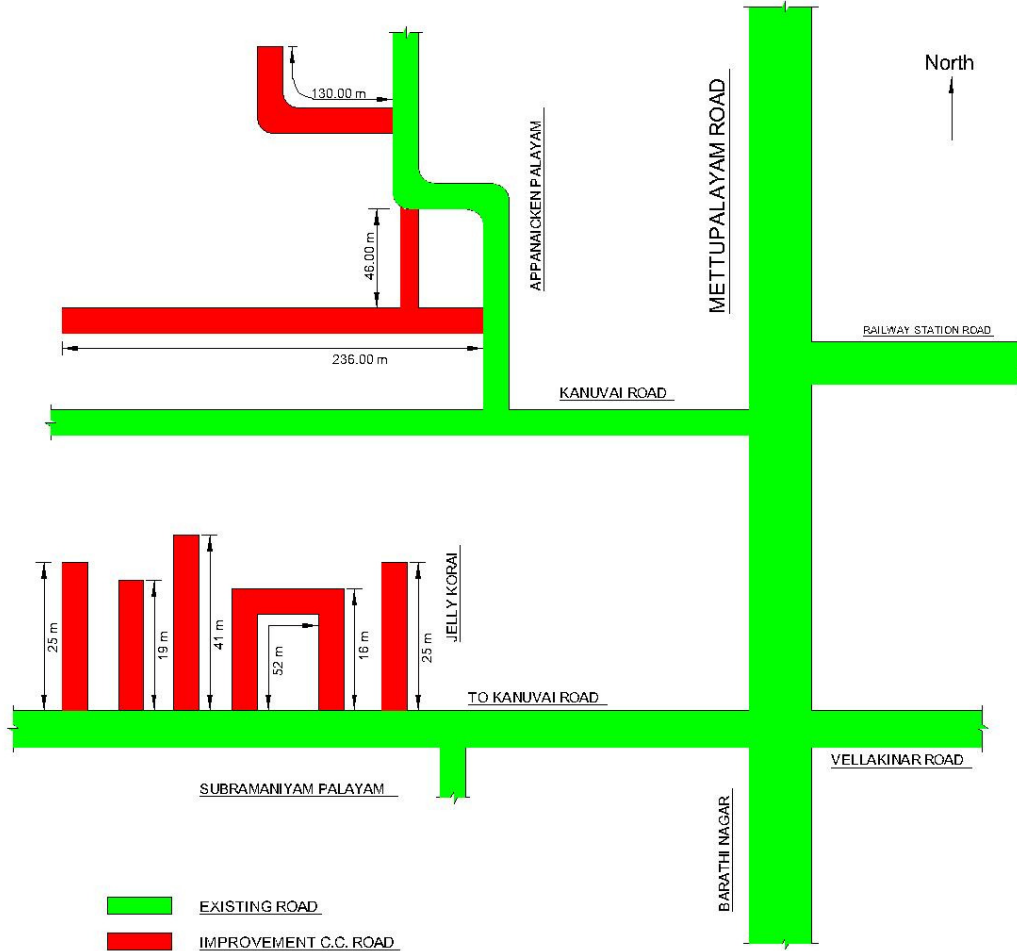 North
130.00 m
APPANAICKEN PALAYAM
METTUPALAYAM ROAD
46.00 m
RAILWAY STATION ROAD
236.00 m
KANUVAI ROAD
25 m
19 m
41 m
52 m
16 m
25 m
JELLY KORAI
TO KANUVAI ROAD
VELLAKINAR ROAD
SUBRAMANIYAM PALAYAM
BARATHI NAGAR
EXISTING ROAD
IMPROVEMENT C.C. ROAD